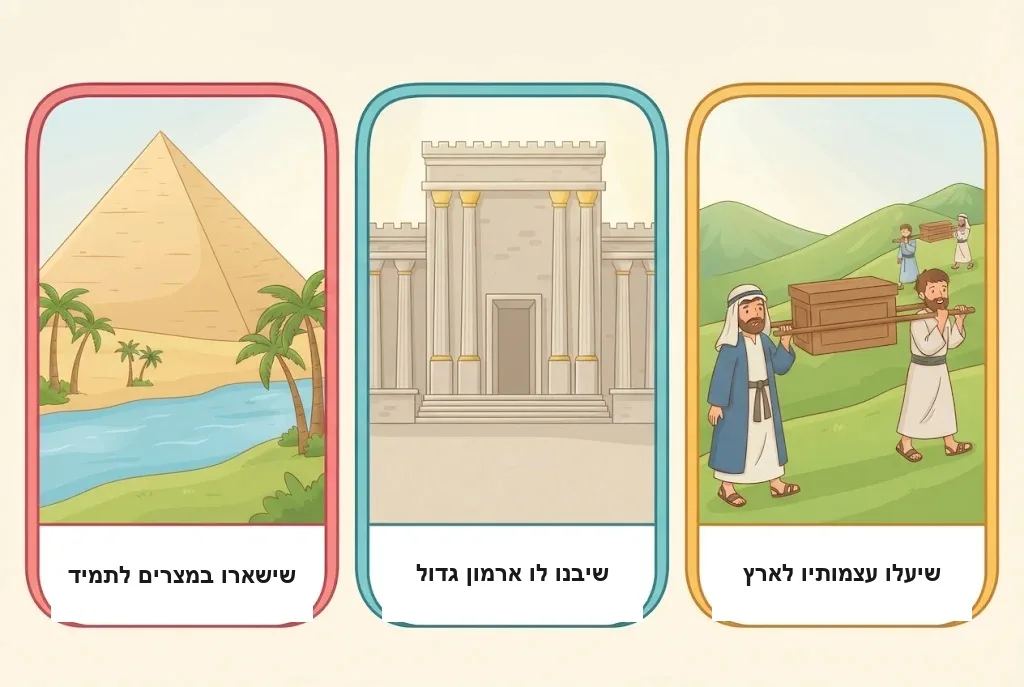 שיעלו עצמותיו לארץ
שיבנו לו ארמון גדול
שישארו במצרים לתמיד